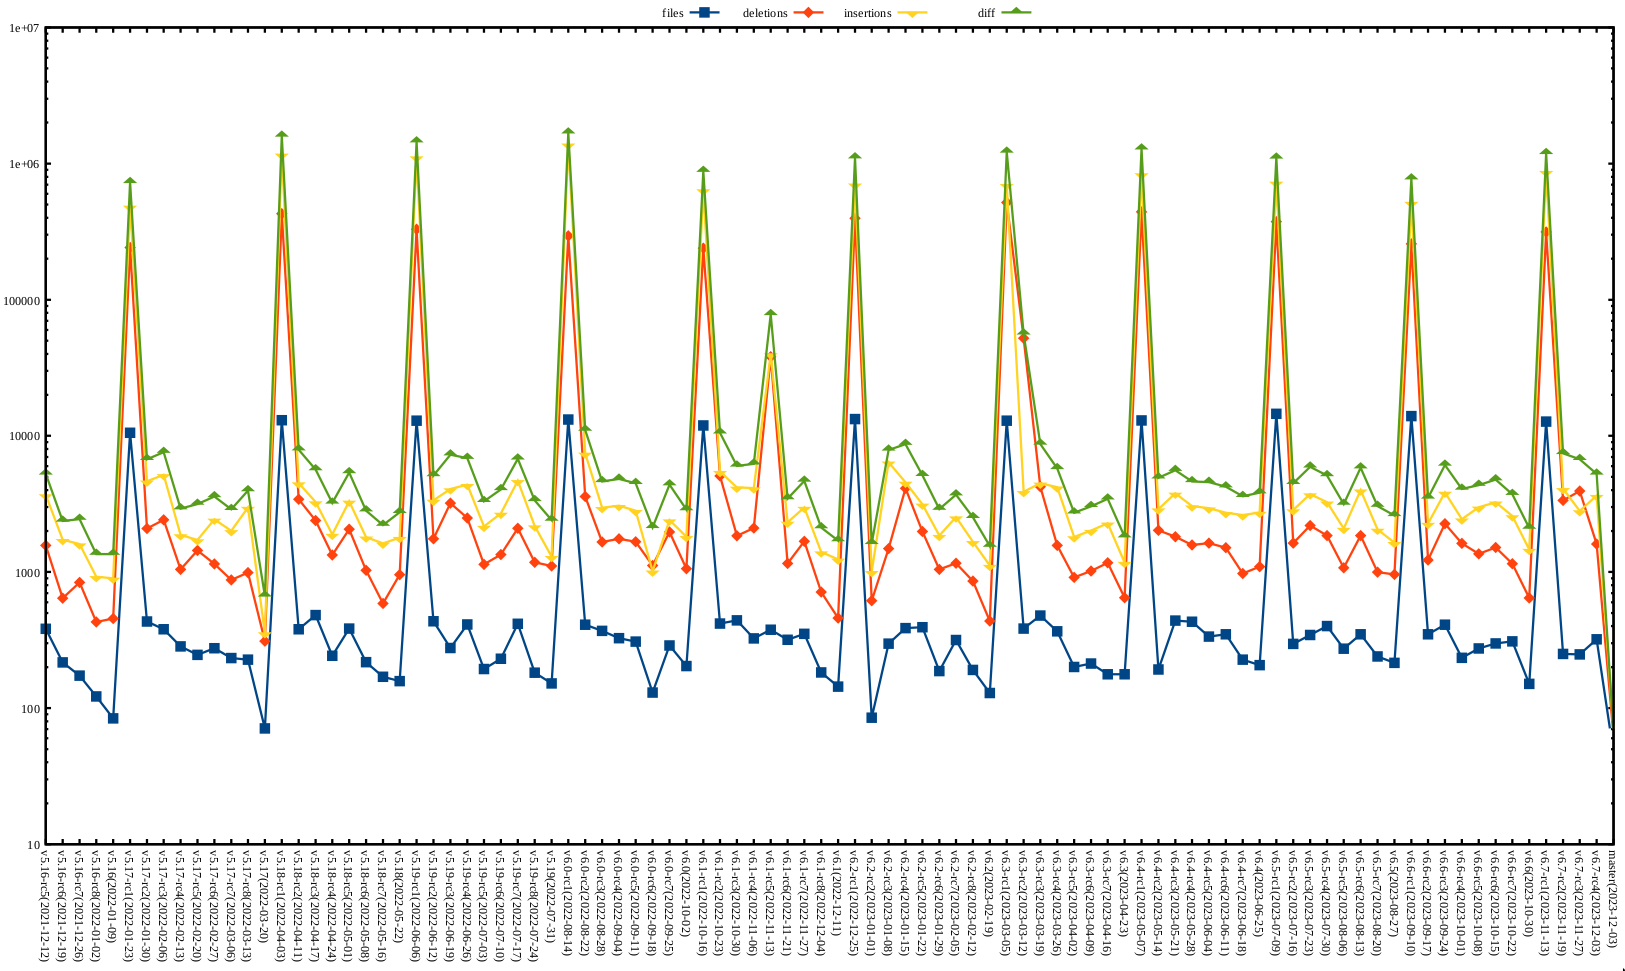 files deletions insertions diff
1e+07
1e+06
100000
10000
1000
100
10
v5.16-rc5(2021-12-12)
v5.16-rc6(2021-12-19)
v5.16-rc7(2021-12-26)
v5.16-rc8(2022-01-02)
v5.16(2022-01-09)
v5.17-rc1(2022-01-23)
v5.17-rc2(2022-01-30)
v5.17-rc3(2022-02-06)
v5.17-rc4(2022-02-13)
v5.17-rc5(2022-02-20)
v5.17-rc6(2022-02-27)
v5.17-rc7(2022-03-06)
v5.17-rc8(2022-03-13)
v5.17(2022-03-20)
v5.18-rc1(2022-04-03)
v5.18-rc2(2022-04-11)
v5.18-rc3(2022-04-17)
v5.18-rc4(2022-04-24)
v5.18-rc5(2022-05-01)
v5.18-rc6(2022-05-08)
v5.18-rc7(2022-05-16)
v5.18(2022-05-22)
v5.19-rc1(2022-06-06)
v5.19-rc2(2022-06-12)
v5.19-rc3(2022-06-19)
v5.19-rc4(2022-06-26)
v5.19-rc5(2022-07-03)
v5.19-rc6(2022-07-10)
v5.19-rc7(2022-07-17)
v5.19-rc8(2022-07-24)
v5.19(2022-07-31)
v6.0-rc1(2022-08-14)
v6.0-rc2(2022-08-22)
v6.0-rc3(2022-08-28)
v6.0-rc4(2022-09-04)
v6.0-rc5(2022-09-11)
v6.0-rc6(2022-09-18)
v6.0-rc7(2022-09-25)
v6.0(2022-10-02)
v6.1-rc1(2022-10-16)
v6.1-rc2(2022-10-23)
v6.1-rc3(2022-10-30)
v6.1-rc4(2022-11-06)
v6.1-rc5(2022-11-13)
v6.1-rc6(2022-11-21)
v6.1-rc7(2022-11-27)
v6.1-rc8(2022-12-04)
v6.1(2022-12-11)
v6.2-rc1(2022-12-25)
v6.2-rc2(2023-01-01)
v6.2-rc3(2023-01-08)
v6.2-rc4(2023-01-15)
v6.2-rc5(2023-01-22)
v6.2-rc6(2023-01-29)
v6.2-rc7(2023-02-05)
v6.2-rc8(2023-02-12)
v6.2(2023-02-19)
v6.3-rc1(2023-03-05)
v6.3-rc2(2023-03-12)
v6.3-rc3(2023-03-19)
v6.3-rc4(2023-03-26)
v6.3-rc5(2023-04-02)
v6.3-rc6(2023-04-09)
v6.3-rc7(2023-04-16)
v6.3(2023-04-23)
v6.4-rc1(2023-05-07)
v6.4-rc2(2023-05-14)
v6.4-rc3(2023-05-21)
v6.4-rc4(2023-05-28)
v6.4-rc5(2023-06-04)
v6.4-rc6(2023-06-11)
v6.4-rc7(2023-06-18)
v6.4(2023-06-25)
v6.5-rc1(2023-07-09)
v6.5-rc2(2023-07-16)
v6.5-rc3(2023-07-23)
v6.5-rc4(2023-07-30)
v6.5-rc5(2023-08-06)
v6.5-rc6(2023-08-13)
v6.5-rc7(2023-08-20)
v6.5(2023-08-27)
v6.6-rc1(2023-09-10)
v6.6-rc2(2023-09-17)
v6.6-rc3(2023-09-24)
v6.6-rc4(2023-10-01)
v6.6-rc5(2023-10-08)
v6.6-rc6(2023-10-15)
v6.6-rc7(2023-10-22)
v6.6(2023-10-30)
v6.7-rc1(2023-11-13)
v6.7-rc2(2023-11-19)
v6.7-rc3(2023-11-27)
v6.7-rc4(2023-12-03)
master(2023-12-03)